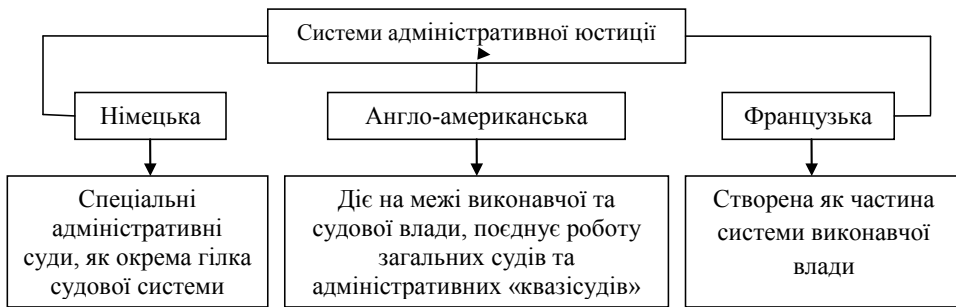 Системи адміністративної юстиції
Німецька
Англо-американська
Французька
Спеціальні
адміністративні
суди, як окрема гілка
судової системи
Діє на межі виконавчої та
судової влади, поєднує роботу
загальних судів та
адміністративних «квазісудів»
Створена як частина
системи виконавчої
влади